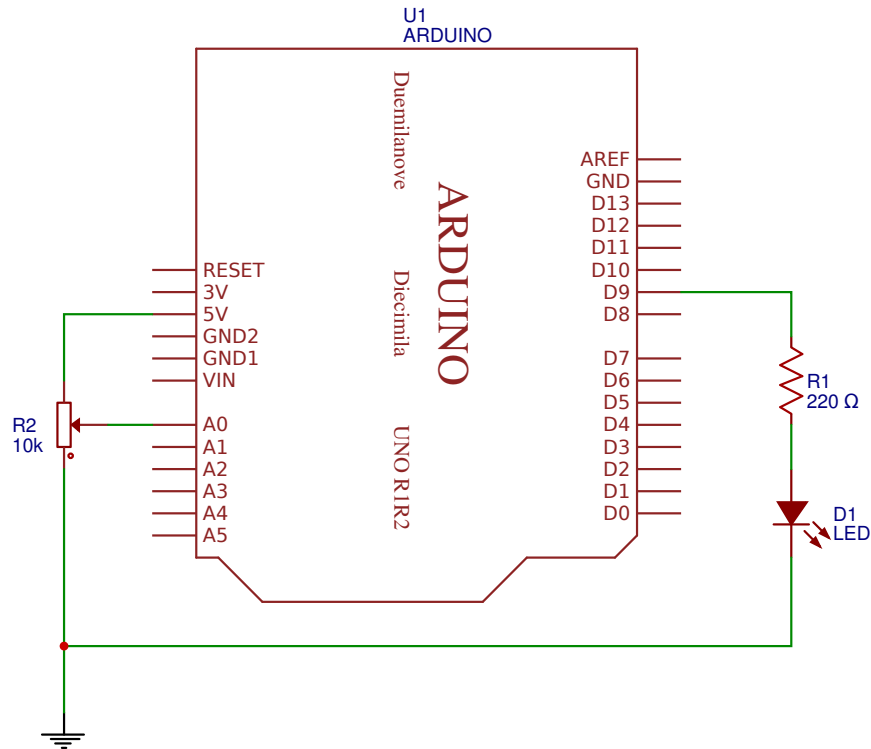 U1
ARDUINO
Duemilanove
ARDUINO
Diecimila
UNO R1R2
RESET
3V
5V
GND2
GND1
VIN
A0
A1
A2
A3
A4
A5
AREF
GND
D13
D12
D11
D10
D9
D8
D7
D6
D5
D4
D3
D2
D1
D0
R2
10k
R1
220 Ω
D1
LED